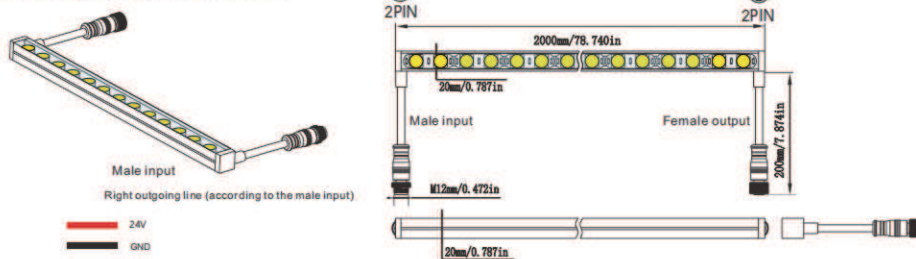 2PIN
2PIN
2000mm/78.740in
20mm/0.787in
Male input
Female output
200mm/7.874in
M12mm/0.472in
Male input
Right outgoing line (according to the male input)
24V
GND
20mm/0.787in